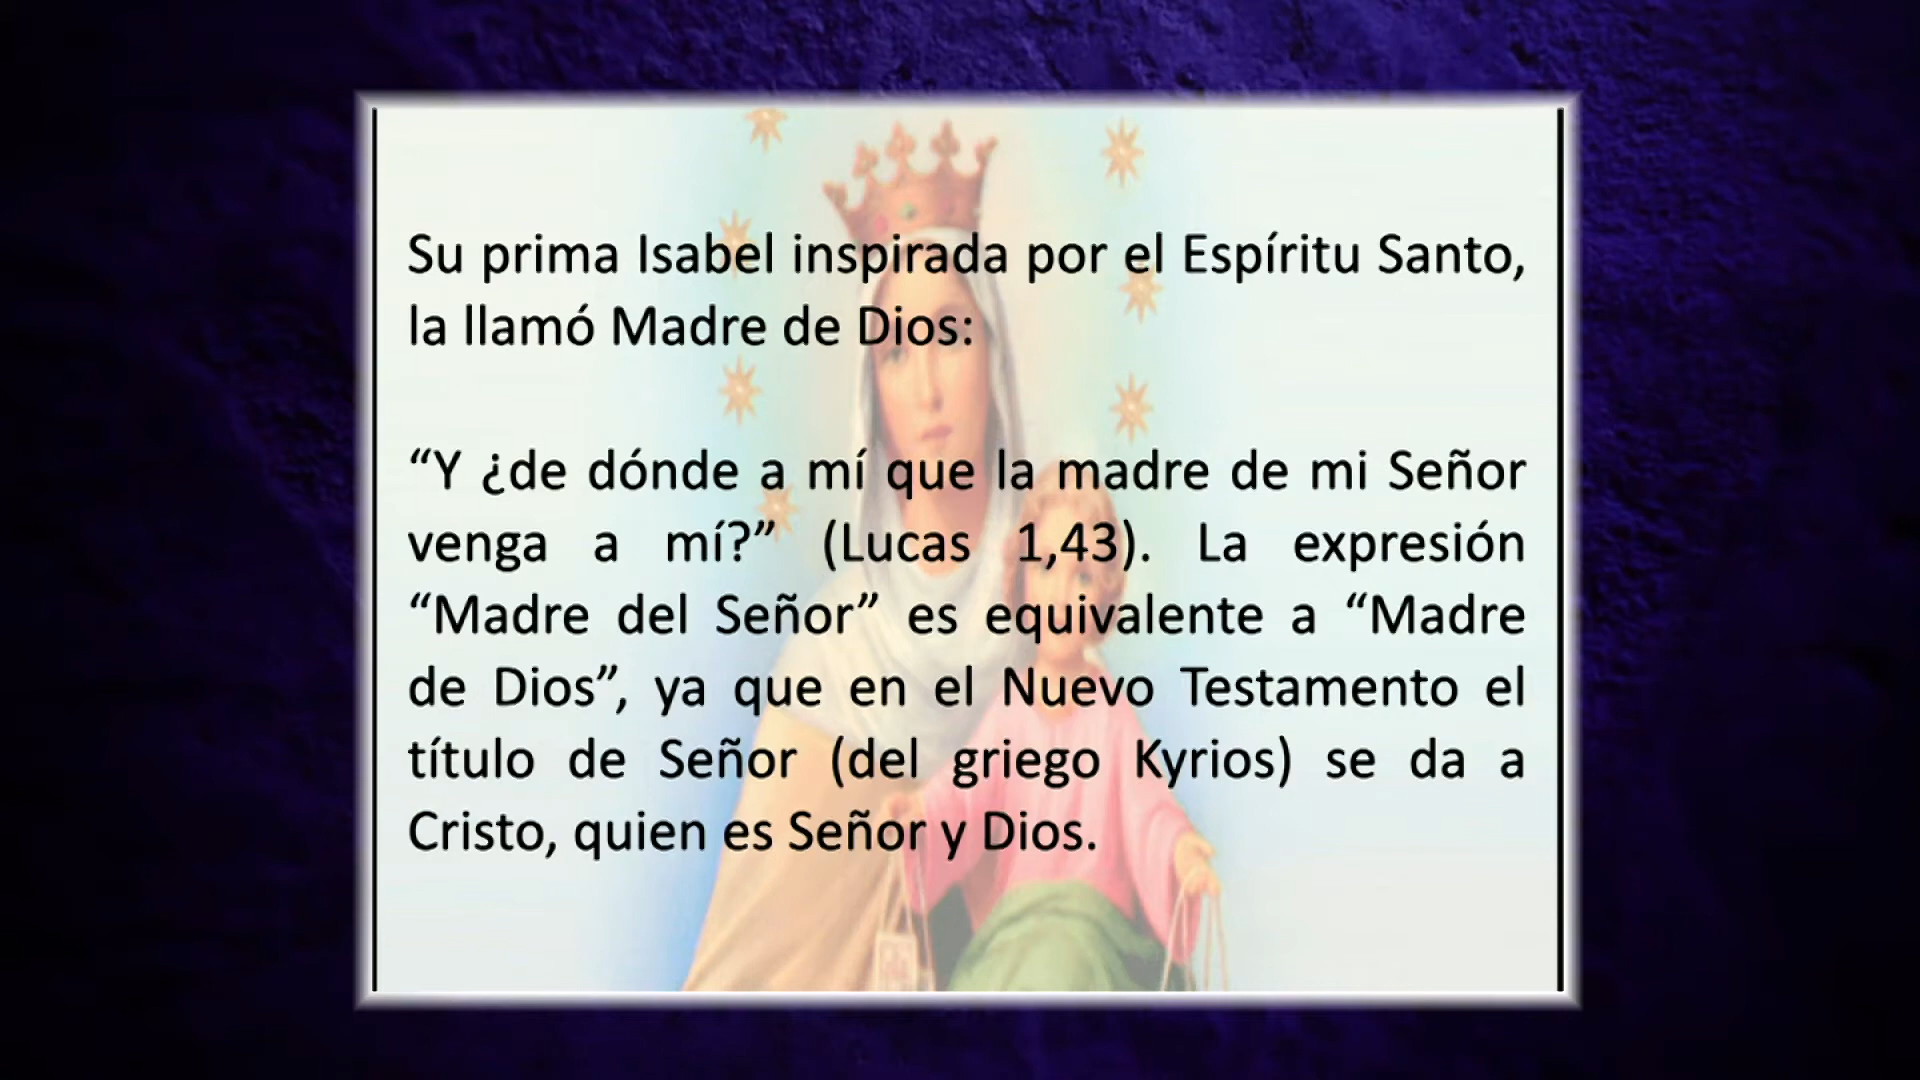 Su prima Isabel inspirada por el Espíritu Santo,
la llamó Madre de Dios:
“Y ¿de dónde a mí que la madre de mi Señor
venga a mí?” (Lucas 1,43). La expresión
“Madre del Señor” es equivalente a “Madre
de Dios”, ya que en el Nuevo Testamento el
título de Señor (del griego Kyrios) se da a
Cristo, quien es Señor y Dios.